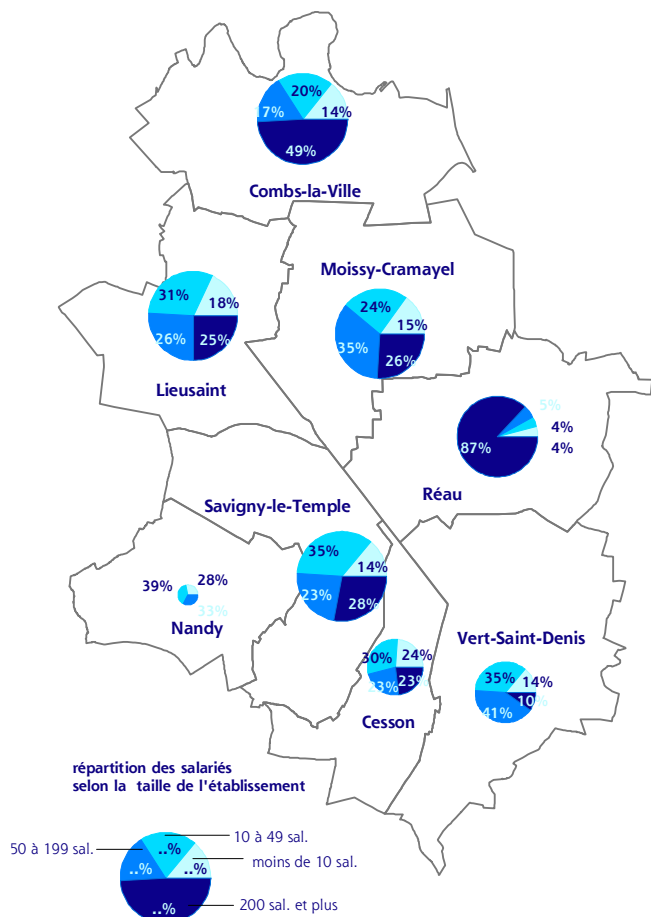 20%
17%
14%
49%
Combs-la-Ville
Moissy-Cramayel
31%
18%
26%
25%
Lieusaint
24%
15%
35%
26%
5%
4%
87%
4%
Réau
Savigny-le-Temple
35%
14%
23%
28%
39%
28%
33%
Nandy
30%
24%
23%
23%
Cesson
Vert-Saint-Denis
35%
14%
10%
41%
répartition des salariés
selon la taille de l'établissement
10 à 49 sal.
50 à 199 sal.
moins de 10 sal.
200 sal. et plus
..%
..%
..%
..%